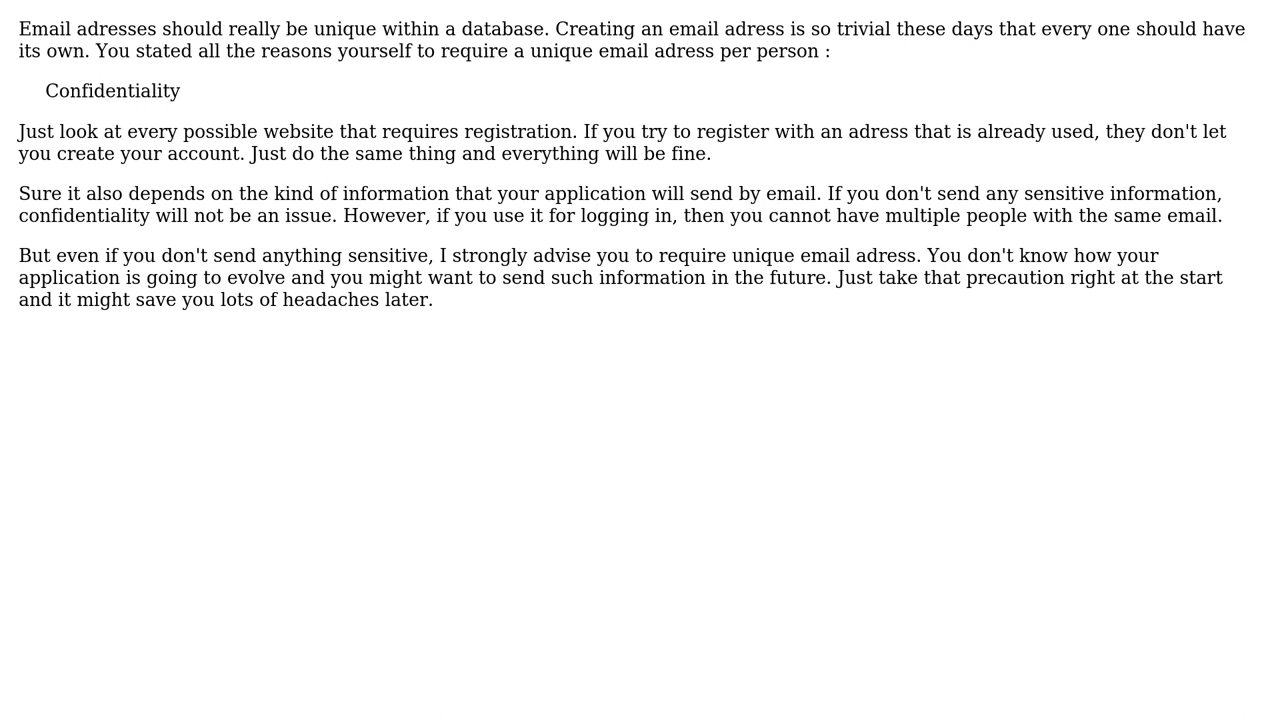 Email adresses should really be unique within a database. Creating an email adress is so trivial these days that every one should have
its own. You stated all the reasons yourself to require a unique email adress per person :
Confidentiality
Just look at every possible website that requires registration. If you try to register with an adress that is already used, they don't let
you create your account. Just do the same thing and everything will be fine.
Sure it also depends on the kind of information that your application will send by email. If you don't send any sensitive information,
confidentiality will not be an issue. However, if you use it for logging in, then you cannot have multiple people with the same email.
But even if you don't send anything sensitive, I strongly advise you to require unique email adress. You don't know how your
application is going to evolve and you might want to send such information in the future. Just take that precaution right at the start
and it might save you lots of headaches later.